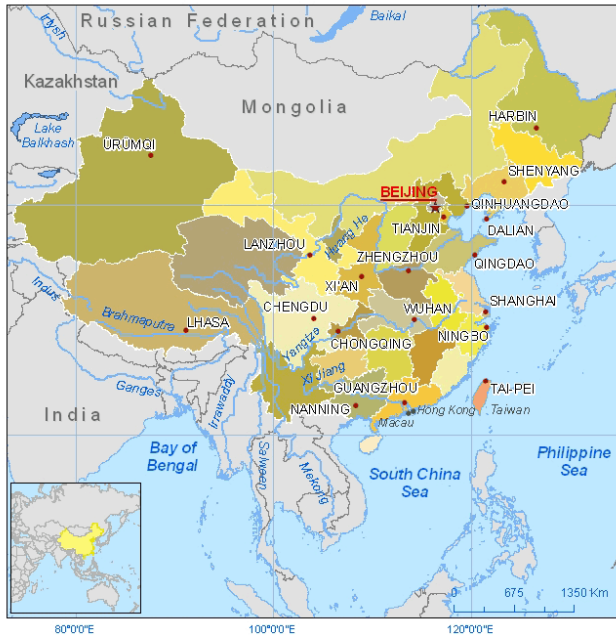 Russian Federation
Irtysh
Baikal
Kazakhstan
Mongolia
Lake
Balkhash
HARBIN
ÜRÜMQI
SHENYANG
BEIJING
QINHUANGDAO
TIANJIN
DALIAN
Huang He
LANZHOU
ZHENGZHOU
QINGDAO
XI'AN
Indus
CHENGDU
SHANGHAI
WUHAN
Brahmaputra
LHASA
Yangtze
NINGBO
CHONGQING
Xi Jiang
Ganges
GUANGZHOU
TAI-PEI
Irrawaddy
NANNING
Hong Kong
Taiwan
India
Macau
Bay of
Bengal
Salween
Mekong
South China
Sea
Philippine
Sea
0 675 1350 Km
80°0'0"E 100°0'0"E 120°0'0"E